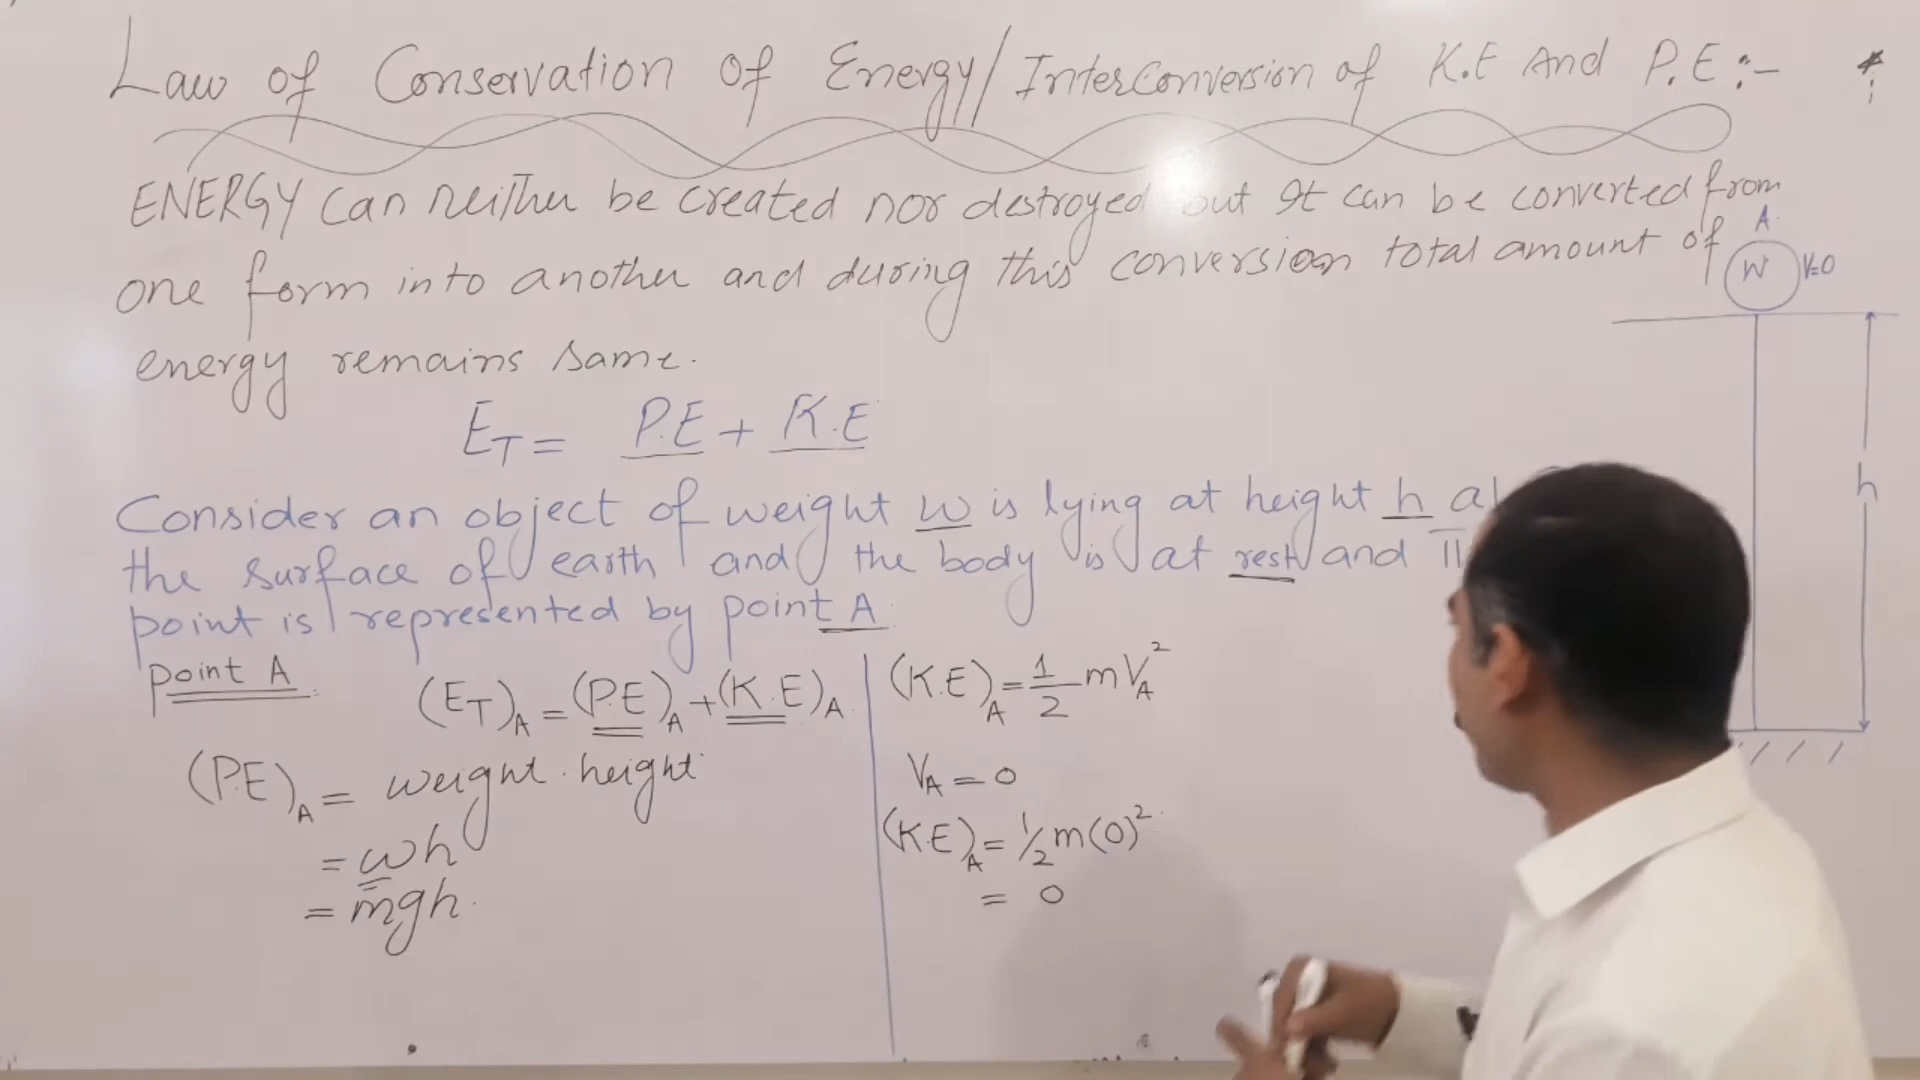 Law of Conservation of Energy/InterConversion of K.E And P.E:-
ENERGY can neither be created nor destroyed but It can be converted from
one form into another and during this conversion total amount of
energy remains same.
E_T = P.E + K.E
Consider an object of weight w is lying at height h
the surface of earth and the body is at rest and
point is represented by point A.
point A
(E_T)_A = (P.E)_A + (K.E)_A
(P.E)_A = weight . height
= wh
= mgh.
(K.E)_A = 1/2 mV_A^2
V_A = 0
(K.E)_A = 1/2 m(0)^2
= 0
A.
W V=0
h